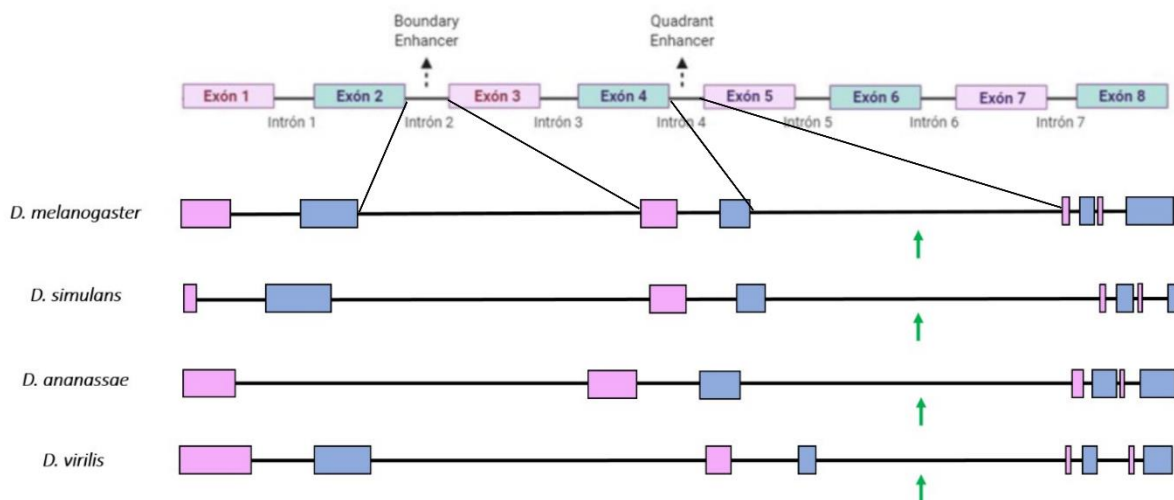 Boundary
Enhancer
Quadrant
Enhancer
Exón 1
Exón 2
Exón 3
Exón 4
Exón 5
Exón 6
Exón 7
Exón 8
Intrón 1
Intrón 2
Intrón 3
Intrón 4
Intrón 5
Intrón 6
Intrón 7
D. melanogaster
D. simulans
D. ananassae
D. virilis